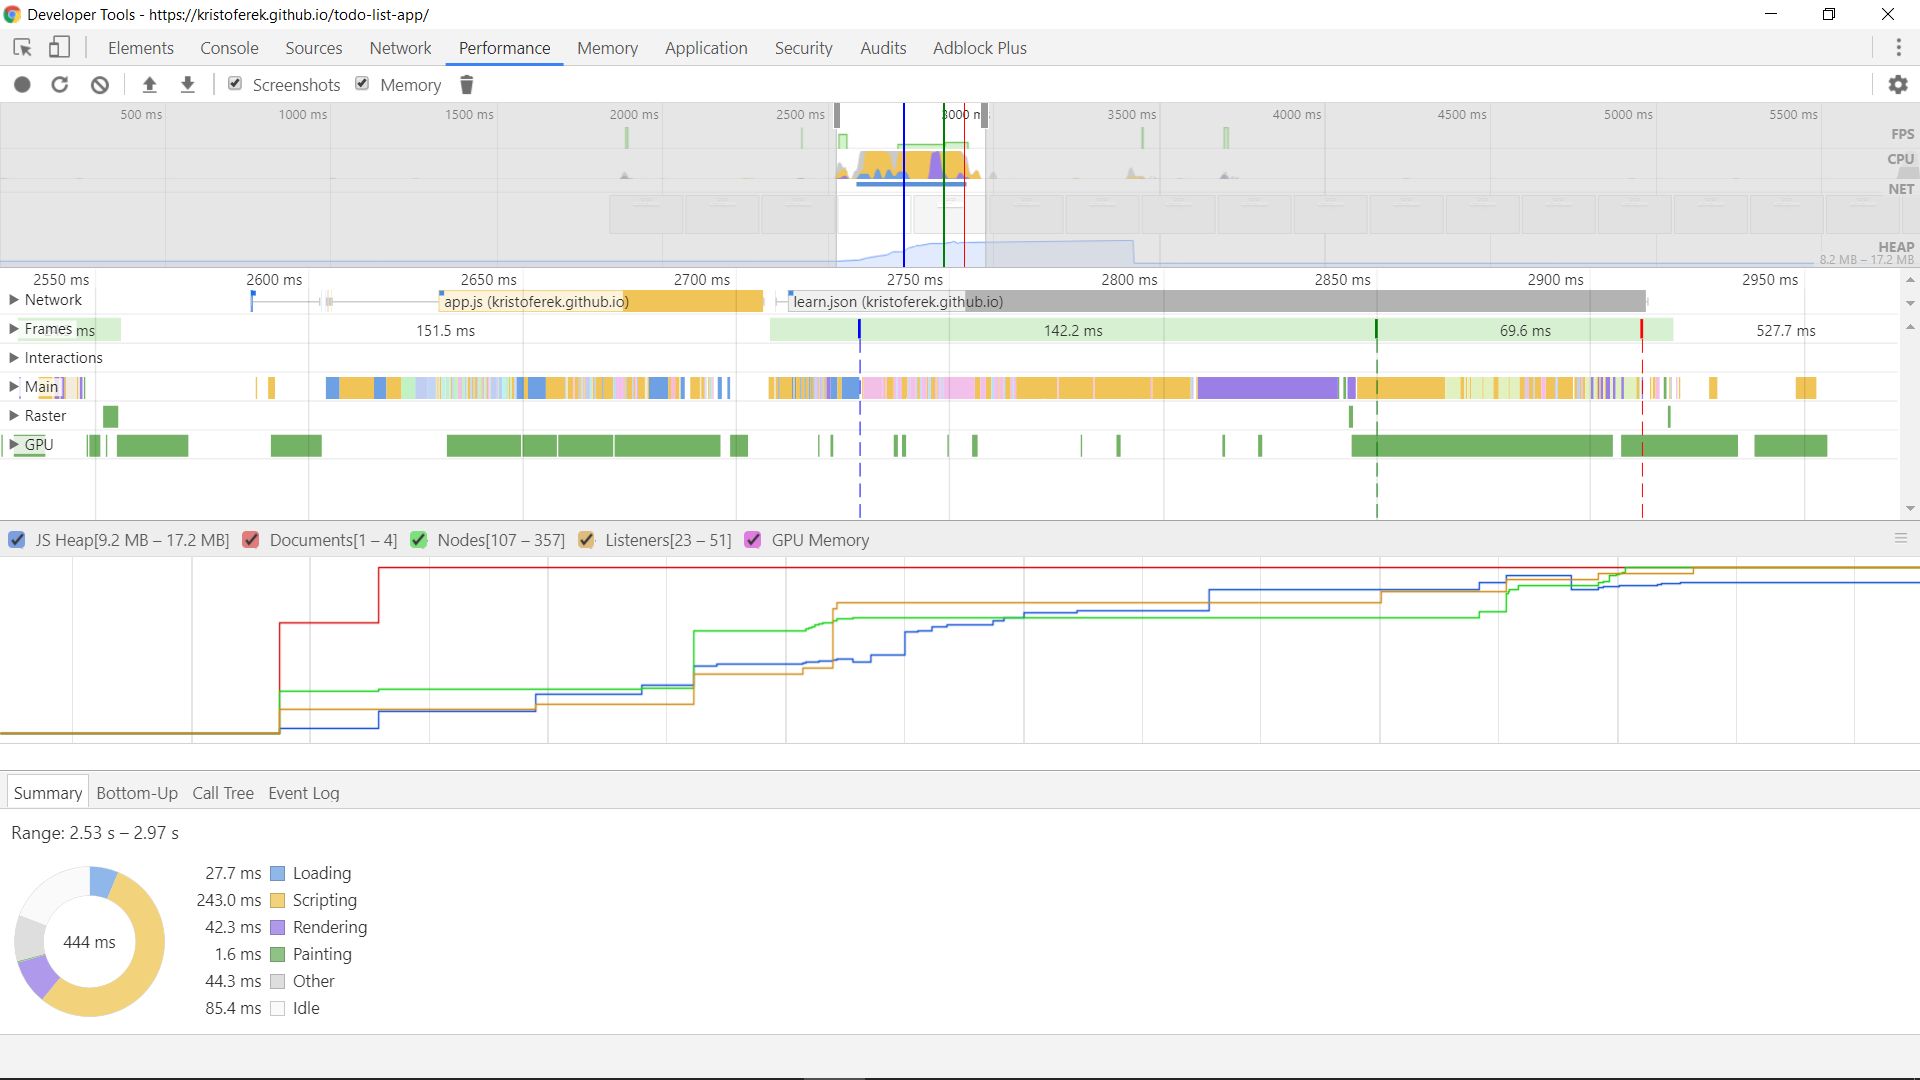 Developer Tools - https://kristoferek.github.io/todo-list-app/
Elements Console Sources Network Performance Memory Application Security Audits Adblock Plus
Screenshots Memory
500 ms 1000 ms 1500 ms 2000 ms 2500 ms 3000 m 3500 ms 4000 ms 4500 ms 5000 ms 5500 ms
FPS
CPU
NET
HEAP
8.2 MB – 17.2 MB
2550 ms 2600 ms 2650 ms 2700 ms 2750 ms 2800 ms 2850 ms 2900 ms 2950 ms
Network app.js (kristoferek.github.io) learn.json (kristoferek.github.io)
Frames ms 151.5 ms 142.2 ms 69.6 ms 527.7 ms
Interactions
Main
Raster
GPU
JS Heap[9.2 MB – 17.2 MB] Documents[1 – 4] Nodes[107 – 357] Listeners[23 – 51] GPU Memory
Summary Bottom-Up Call Tree Event Log
Range: 2.53 s – 2.97 s
27.7 ms Loading
243.0 ms Scripting
42.3 ms Rendering
444 ms
1.6 ms Painting
44.3 ms Other
85.4 ms Idle